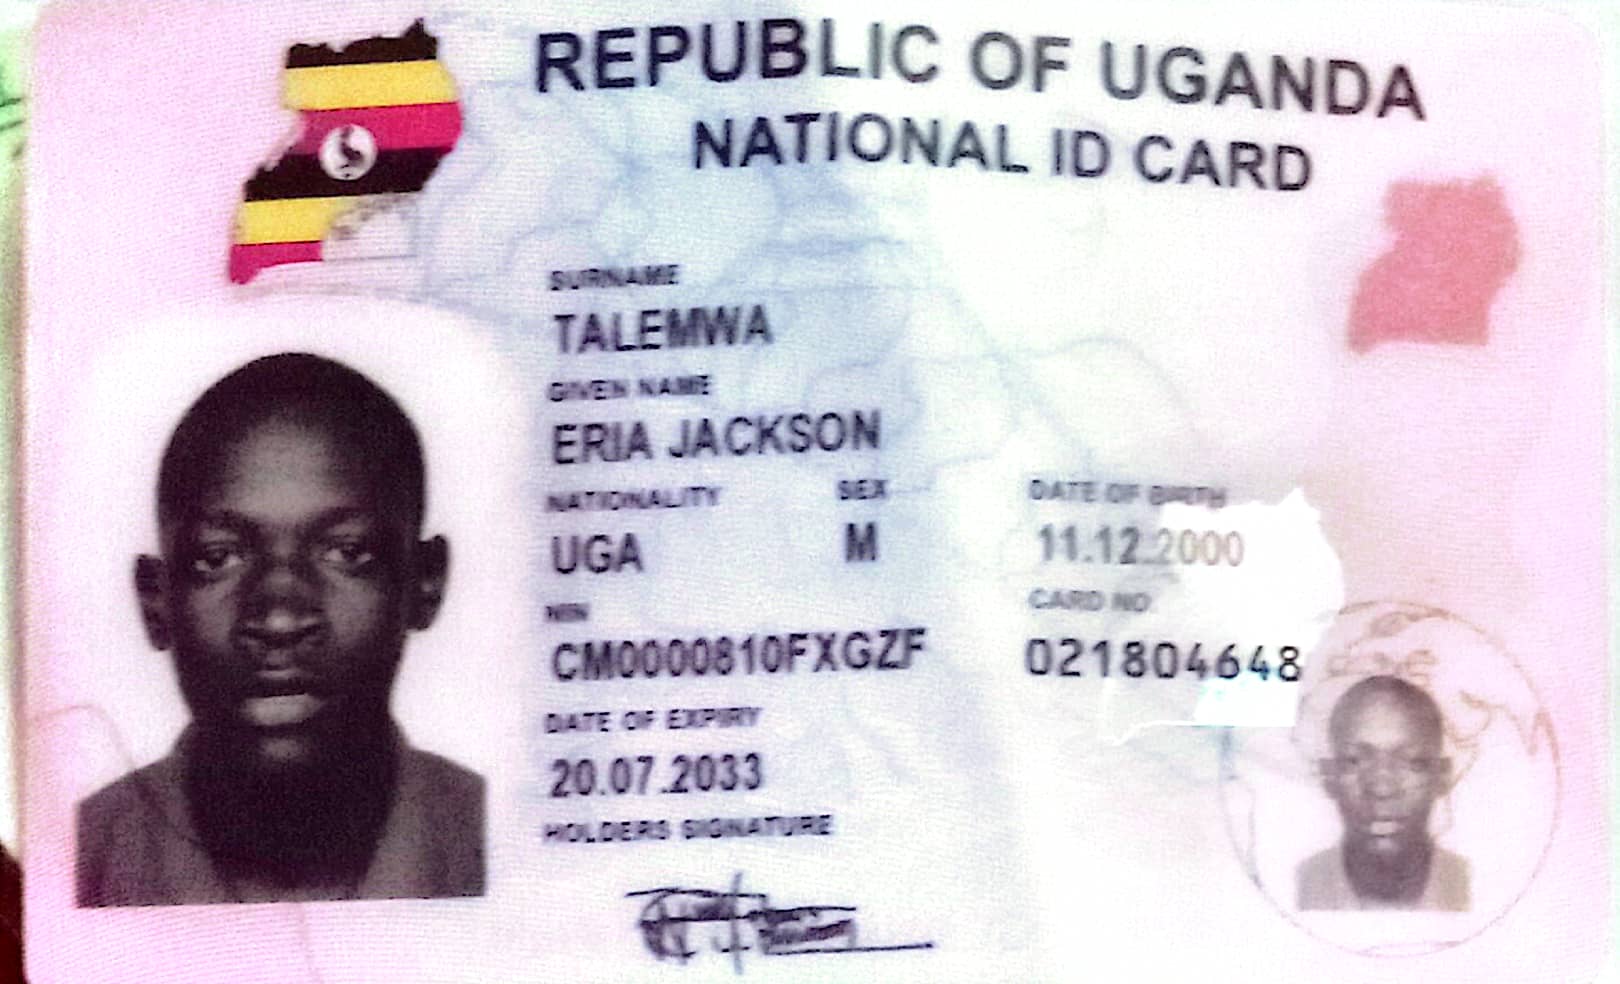 REPUBLIC OF UGANDA
NATIONAL ID CARD
SURNAME
TALEMWA
GIVEN NAME
ERIA JACKSON
NATIONALITY SEX DATE OF BIRTH
UGA M 11.12.2000
NIN CARD NO
CM0000810FXGZF 021804648
DATE OF EXPIRY
20.07.2033
HOLDERS SIGNATURE